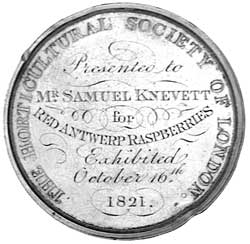 THE HORTICULTURAL SOCIETY OF LONDON.
Presented to
Mr SAMUEL KNEVETT
for
RED ANTWERP RASPBERRIES
Exhibited
October 16th
1821.